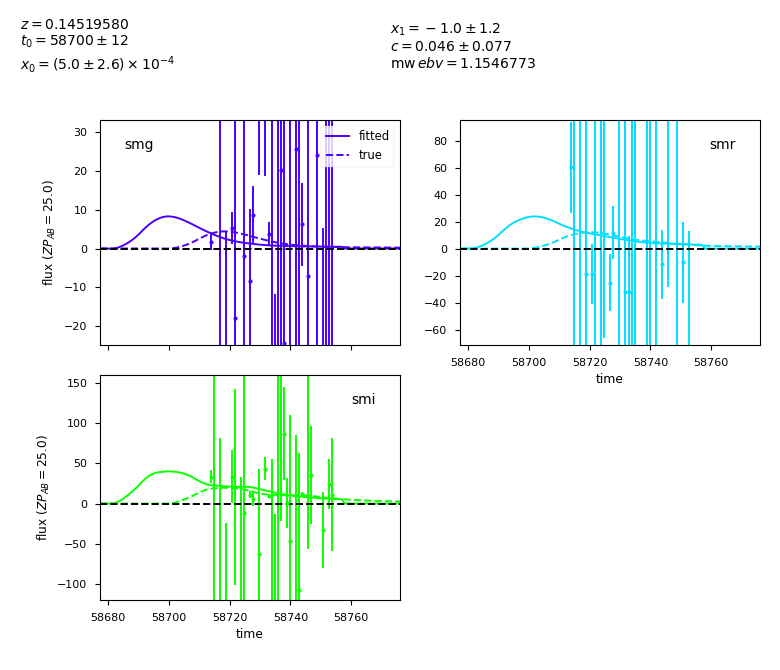 z = 0.14519580
t₀ = 58700 ± 12
x₀ = (5.0 ± 2.6) × 10⁻⁴
x₁ = −1.0 ± 1.2
c = 0.046 ± 0.077
mw ebv = 1.1546773
smg
fitted
true
30
20
10
0
−10
−20
flux (ZP_AB = 25.0)
smr
80
60
40
20
0
−20
−40
−60
58680 58700 58720 58740 58760
time
smi
150
100
50
0
−50
−100
flux (ZP_AB = 25.0)
58680 58700 58720 58740 58760
time